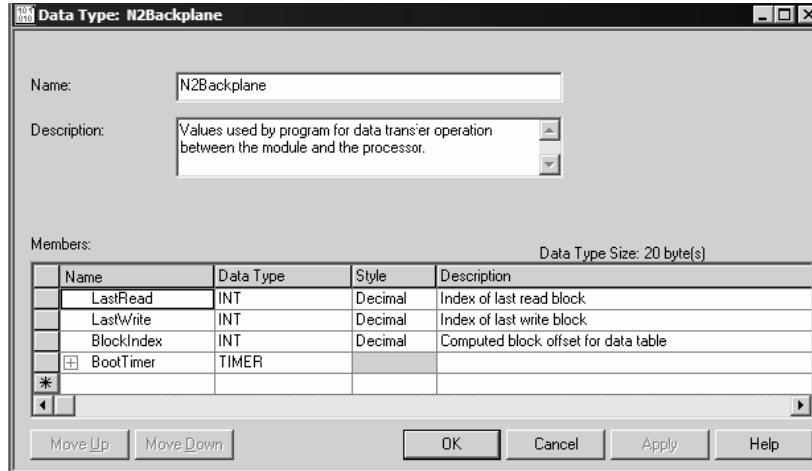 Data Type: N2Backplane
Name: N2Backplane
Description: Values used by program for data transfer operation
between the module and the processor.
Members:
Data Type Size: 20 byte(s)
Name Data Type Style Description
LastRead INT Decimal Index of last read block
LastWrite INT Decimal Index of last write block
BlockIndex INT Decimal Computed block offset for data table
BootTimer TIMER
Move Up Move Down OK Cancel Apply Help